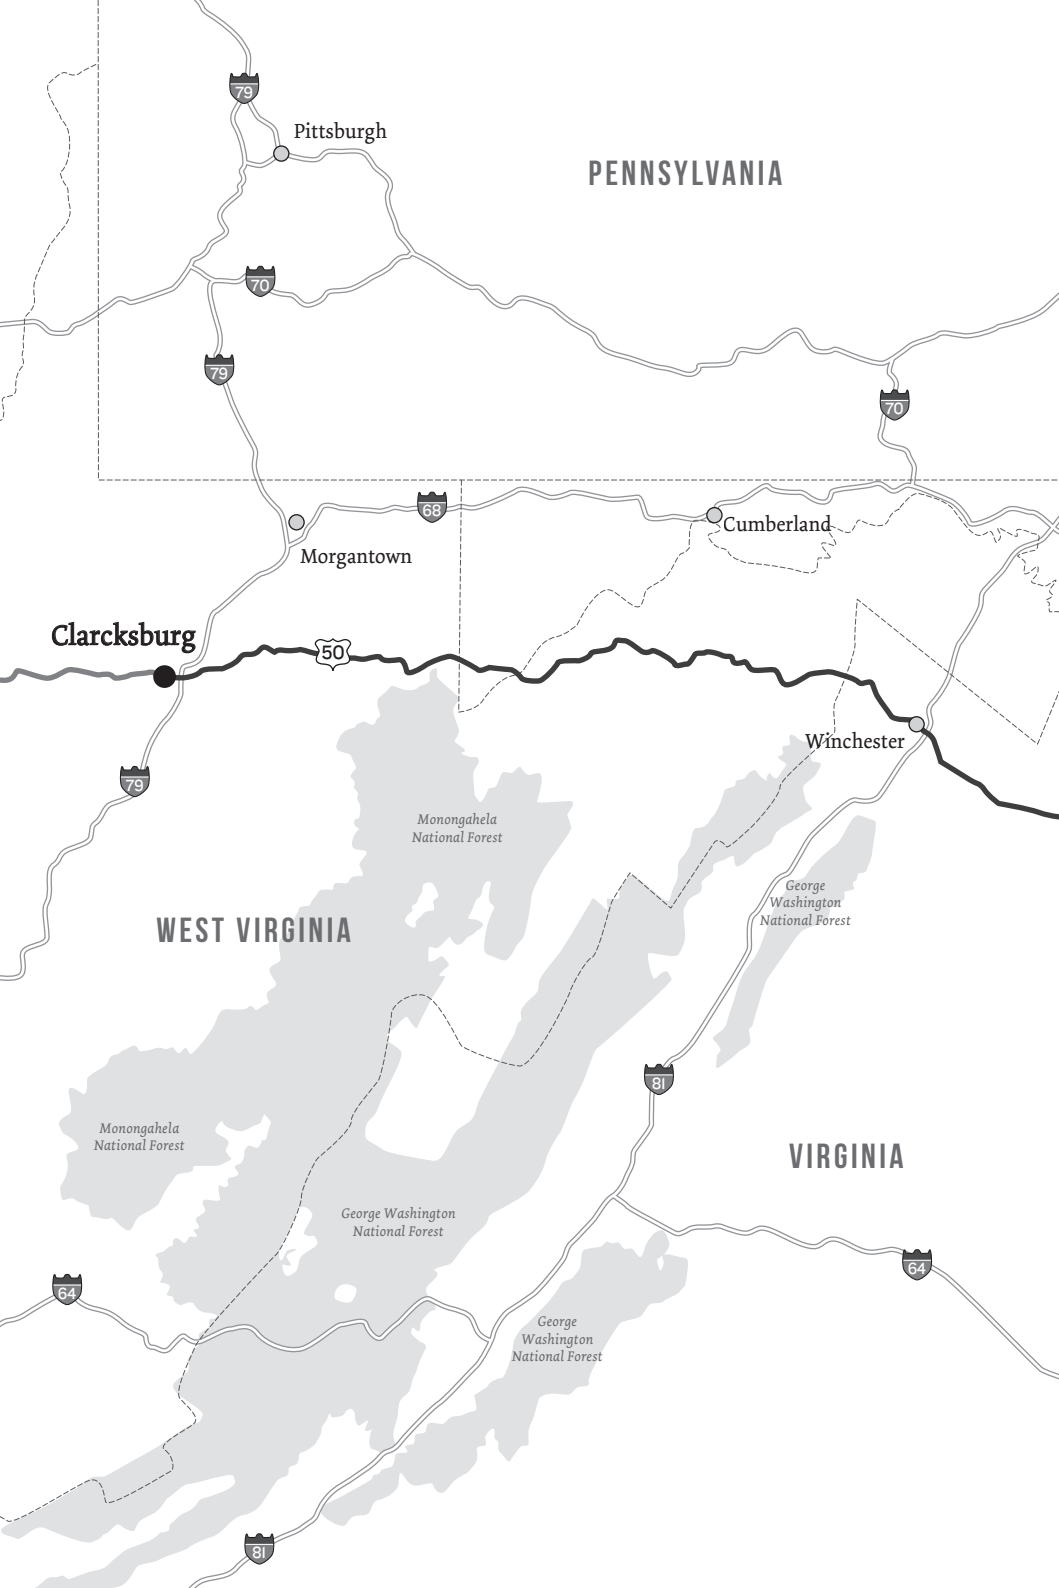 79
Pittsburgh
PENNSYLVANIA
70
79
70
68
Cumberland
Morgantown
Clarcksburg
50
Winchester
79
Monongahela
National Forest
George
Washington
National Forest
WEST VIRGINIA
81
Monongahela
National Forest
VIRGINIA
George Washington
National Forest
64
64
George
Washington
National Forest
81